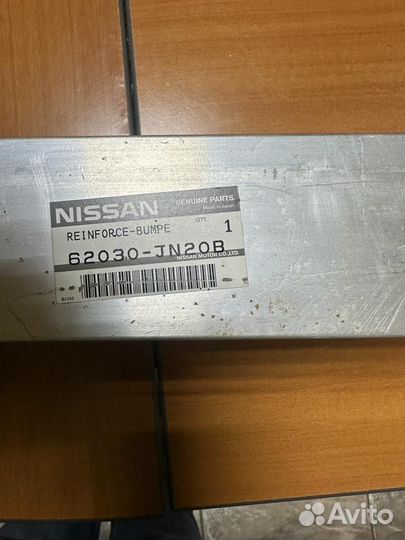 NISSAN
GENUINE PARTS
Made in Japan
REINFORCE-BUMPE
QTY
1
62030-JN20B
NISSAN MOTOR CO.,LTD.
Avito